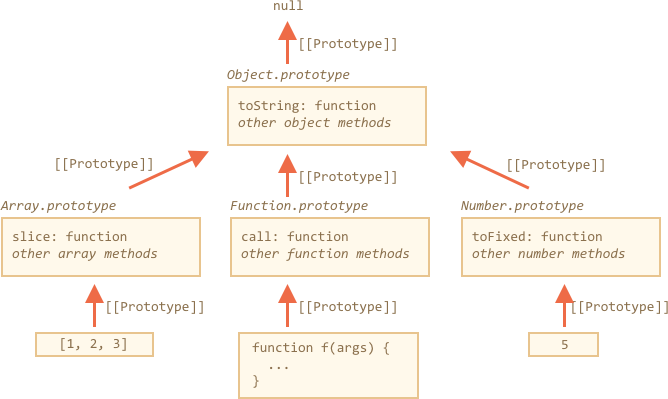 null
[[Prototype]]
Object.prototype
toString: function
other object methods
[[Prototype]]
[[Prototype]]
[[Prototype]]
Array.prototype
slice: function
other array methods
Function.prototype
call: function
other function methods
Number.prototype
toFixed: function
other number methods
[[Prototype]]
[[Prototype]]
[[Prototype]]
[1, 2, 3]
function f(args) {
  ...
}
5